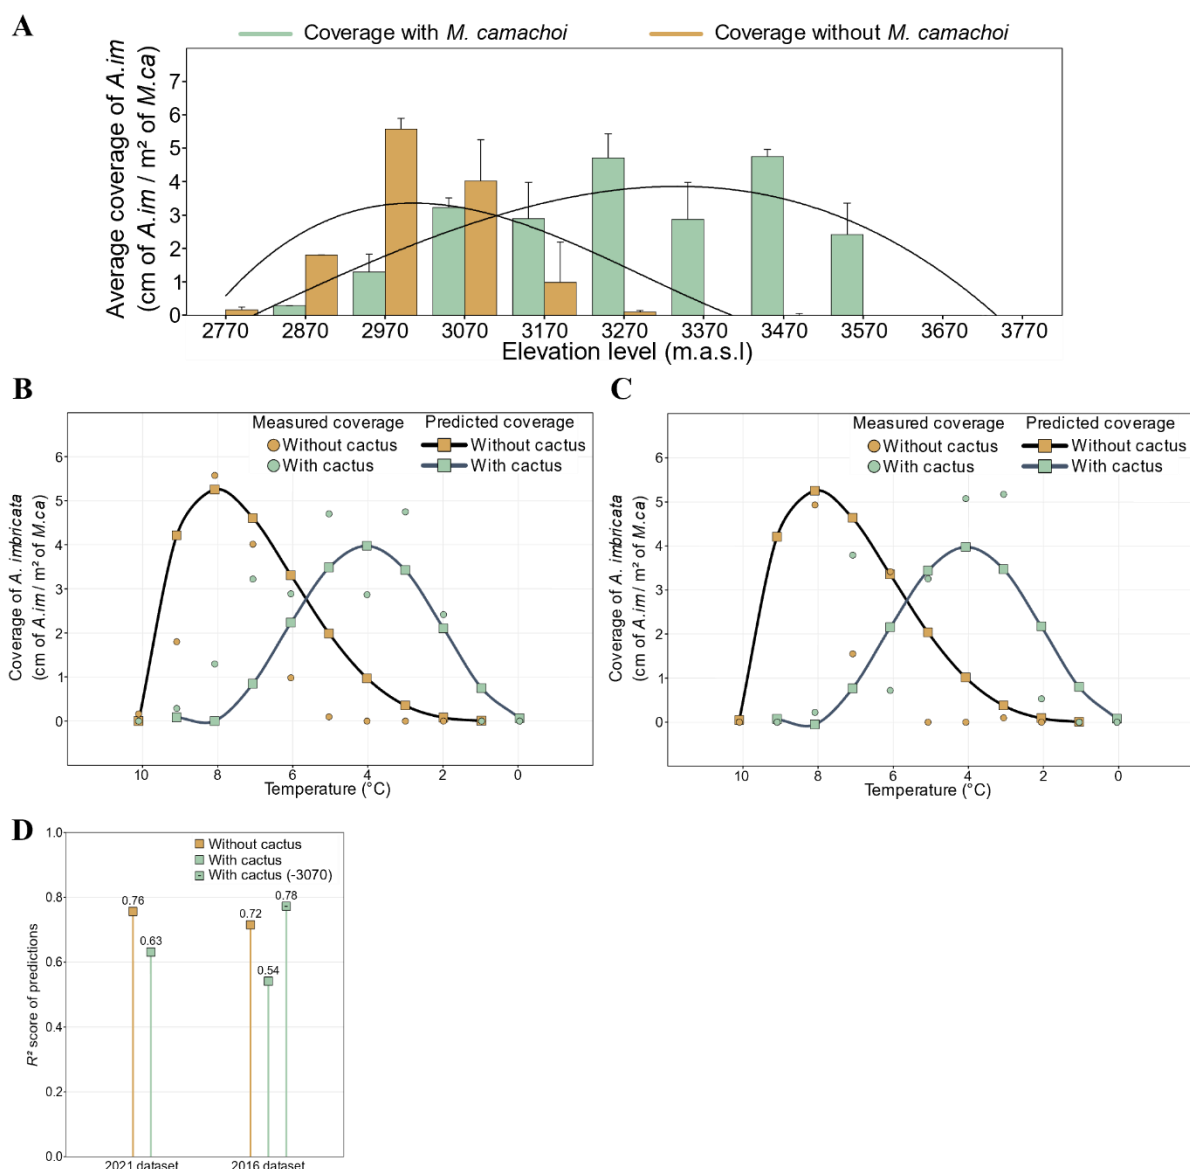 A
Coverage with M. camachoi
Coverage without M. camachoi
Average coverage of A.im
(cm of A.im / m² of M.ca)
7
6
5
4
3
2
1
0
2770 2870 2970 3070 3170 3270 3370 3470 3570 3670 3770
Elevation level (m.a.s.l)
B
Measured coverage Predicted coverage
Without cactus Without cactus
With cactus With cactus
Coverage of A. imbricata
(cm of A.im / m² of M.ca)
6
5
4
3
2
1
0
10 8 6 4 2 0
Temperature (°C)
C
Measured coverage Predicted coverage
Without cactus Without cactus
With cactus With cactus
Coverage of A. imbricata
(cm of A.im / m² of M.ca)
6
5
4
3
2
1
0
10 8 6 4 2 0
Temperature (°C)
D
Without cactus
With cactus
With cactus (-3070)
R² score of predictions
1.0
0.8
0.6
0.4
0.2
0.0
0.76
0.63
0.72
0.54
0.78
2021 dataset 2016 dataset